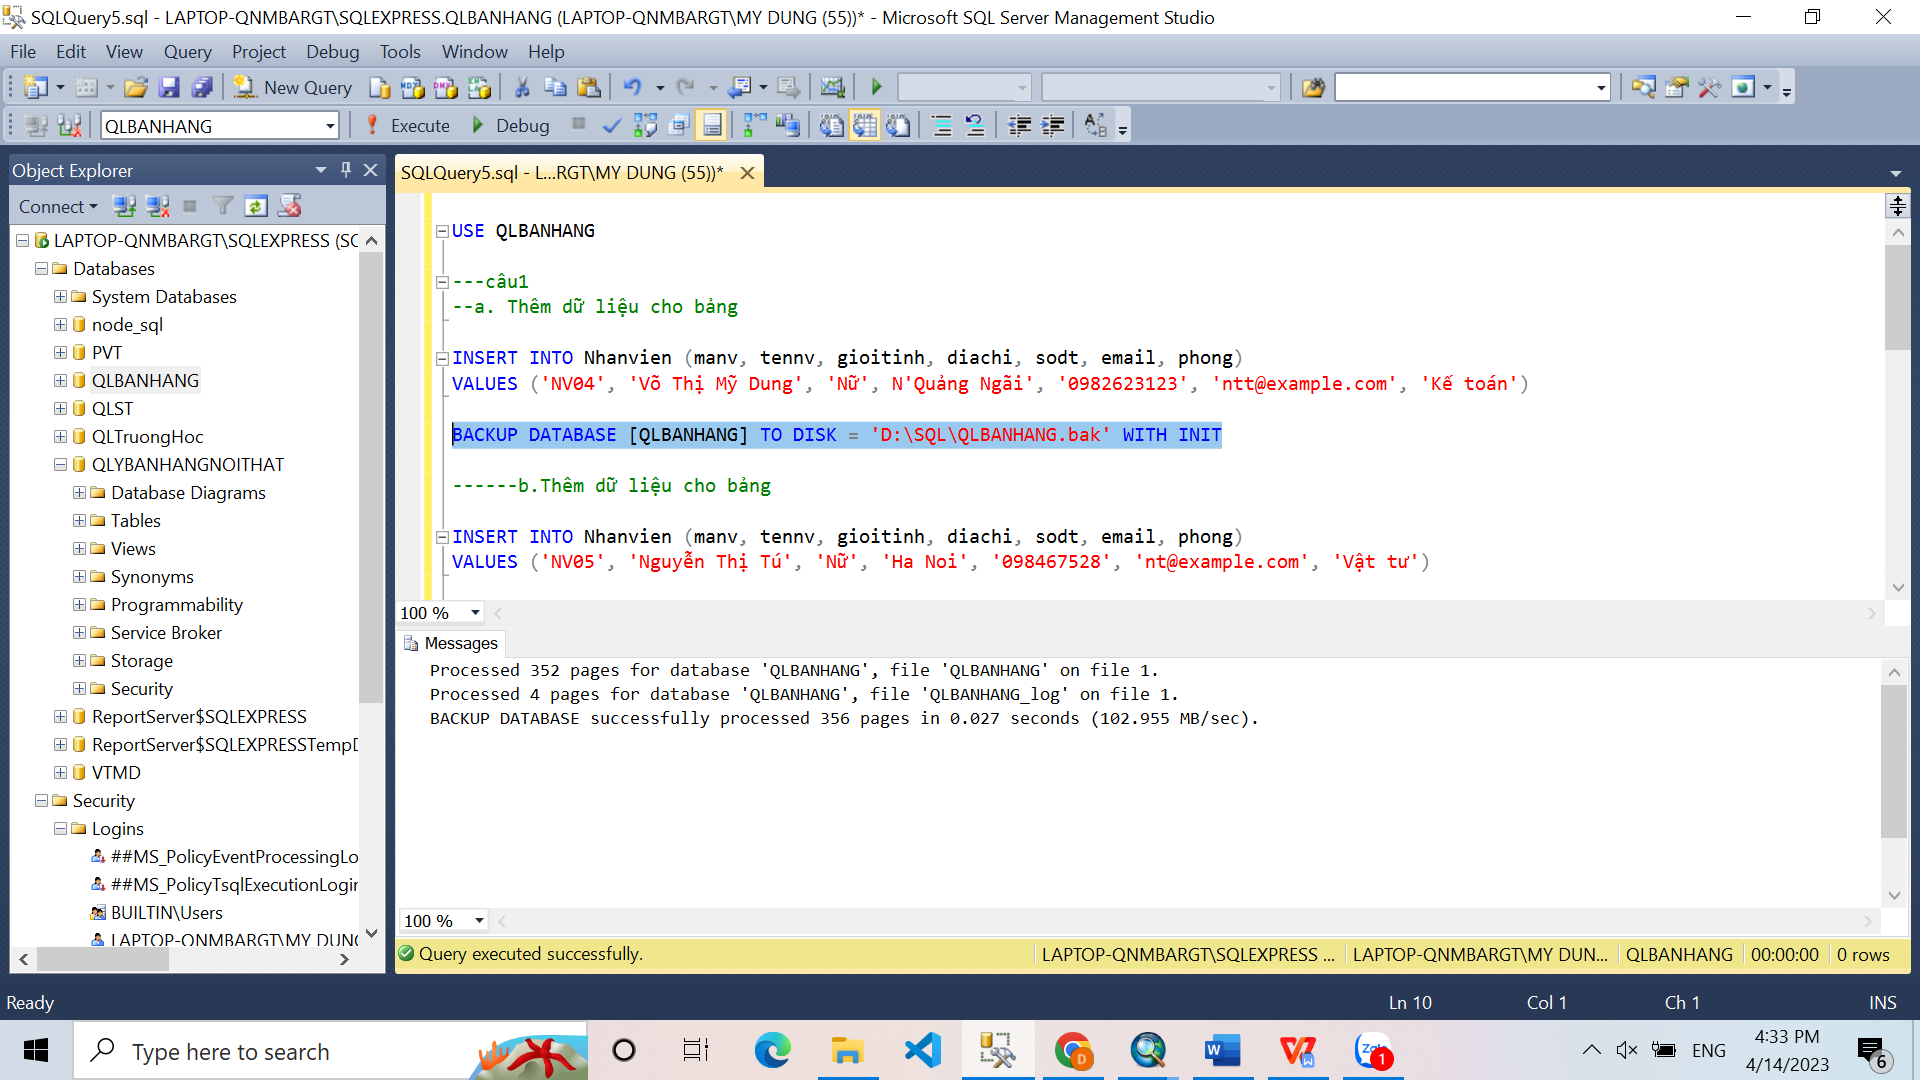 SQLQuery5.sql - LAPTOP-QNMBARGT\SQLEXPRESS.QLBANHANG (LAPTOP-QNMBARGT\MY DUNG (55))* - Microsoft SQL Server Management Studio
File Edit View Query Project Debug Tools Window Help
New Query
QLBANHANG Execute Debug
Object Explorer
Connect
LAPTOP-QNMBARGT\SQLEXPRESS (SC
Databases
System Databases
node_sql
PVT
QLBANHANG
QLST
QLTruongHoc
QLYBANHANGNOITHAT
Database Diagrams
Tables
Views
Synonyms
Programmability
Service Broker
Storage
Security
ReportServer$SQLEXPRESS
ReportServer$SQLEXPRESSTempD
VTMD
Security
Logins
##MS_PolicyEventProcessingLo
##MS_PolicyTsqlExecutionLogin
BUILTIN\Users
LAPTOP-QNMBARGT\MY DUNG
SQLQuery5.sql - L...RGT\MY DUNG (55))*
USE QLBANHANG
---câu1
--a. Thêm dữ liệu cho bảng
INSERT INTO Nhanvien (manv, tennv, gioitinh, diachi, sodt, email, phong)
VALUES ('NV04', 'Võ Thị Mỹ Dung', 'Nữ', N'Quảng Ngãi', '0982623123', 'ntt@example.com', 'Kế toán')
BACKUP DATABASE [QLBANHANG] TO DISK = 'D:\SQL\QLBANHANG.bak' WITH INIT
------b.Thêm dữ liệu cho bảng
INSERT INTO Nhanvien (manv, tennv, gioitinh, diachi, sodt, email, phong)
VALUES ('NV05', 'Nguyễn Thị Tú', 'Nữ', 'Ha Noi', '098467528', 'nt@example.com', 'Vật tư')
100 %
Messages
Processed 352 pages for database 'QLBANHANG', file 'QLBANHANG' on file 1.
Processed 4 pages for database 'QLBANHANG', file 'QLBANHANG_log' on file 1.
BACKUP DATABASE successfully processed 356 pages in 0.027 seconds (102.955 MB/sec).
100 %
Query executed successfully. LAPTOP-QNMBARGT\SQLEXPRESS ... LAPTOP-QNMBARGT\MY DUN... QLBANHANG 00:00:00 0 rows
Ready Ln 10 Col 1 Ch 1 INS
Type here to search
ENG
4:33 PM
4/14/2023
6